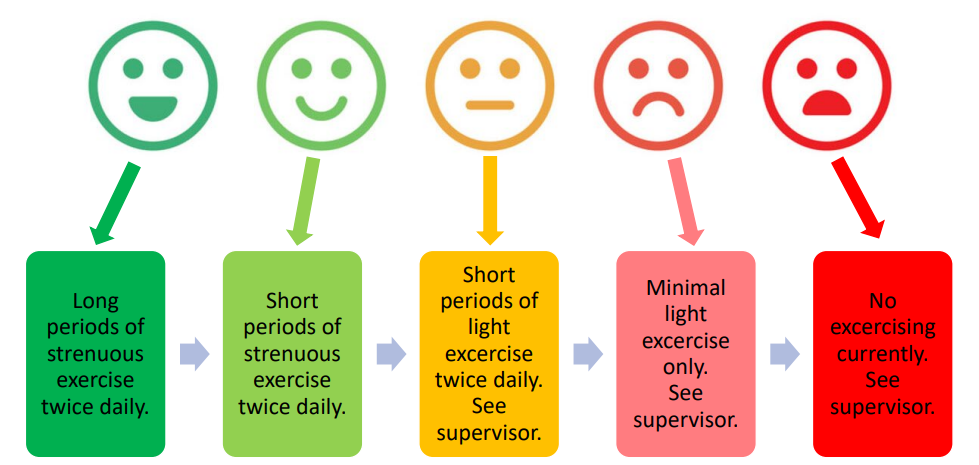 Long
periods of
strenuous
exercise
twice daily.
Short
periods of
strenuous
exercise
twice daily.
Short
periods of
light
excercise
twice daily.
See
supervisor.
Minimal
light
excercise
only.
See
supervisor.
No
excercising
currently.
See
supervisor.